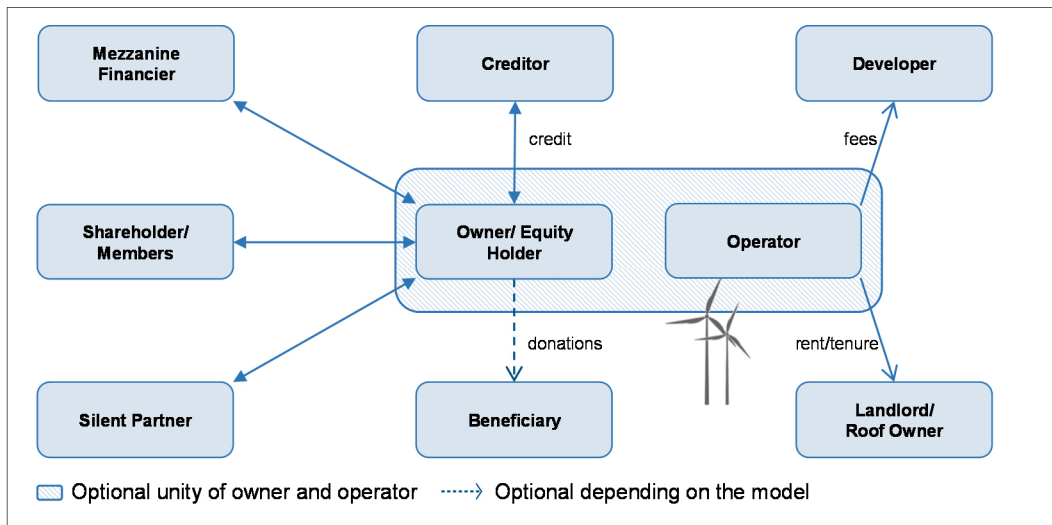 Mezzanine
Financier
Creditor
Developer
credit
fees
Shareholder/
Members
Owner/ Equity
Holder
Operator
donations
rent/tenure
Silent Partner
Beneficiary
Landlord/
Roof Owner
Optional unity of owner and operator
Optional depending on the model